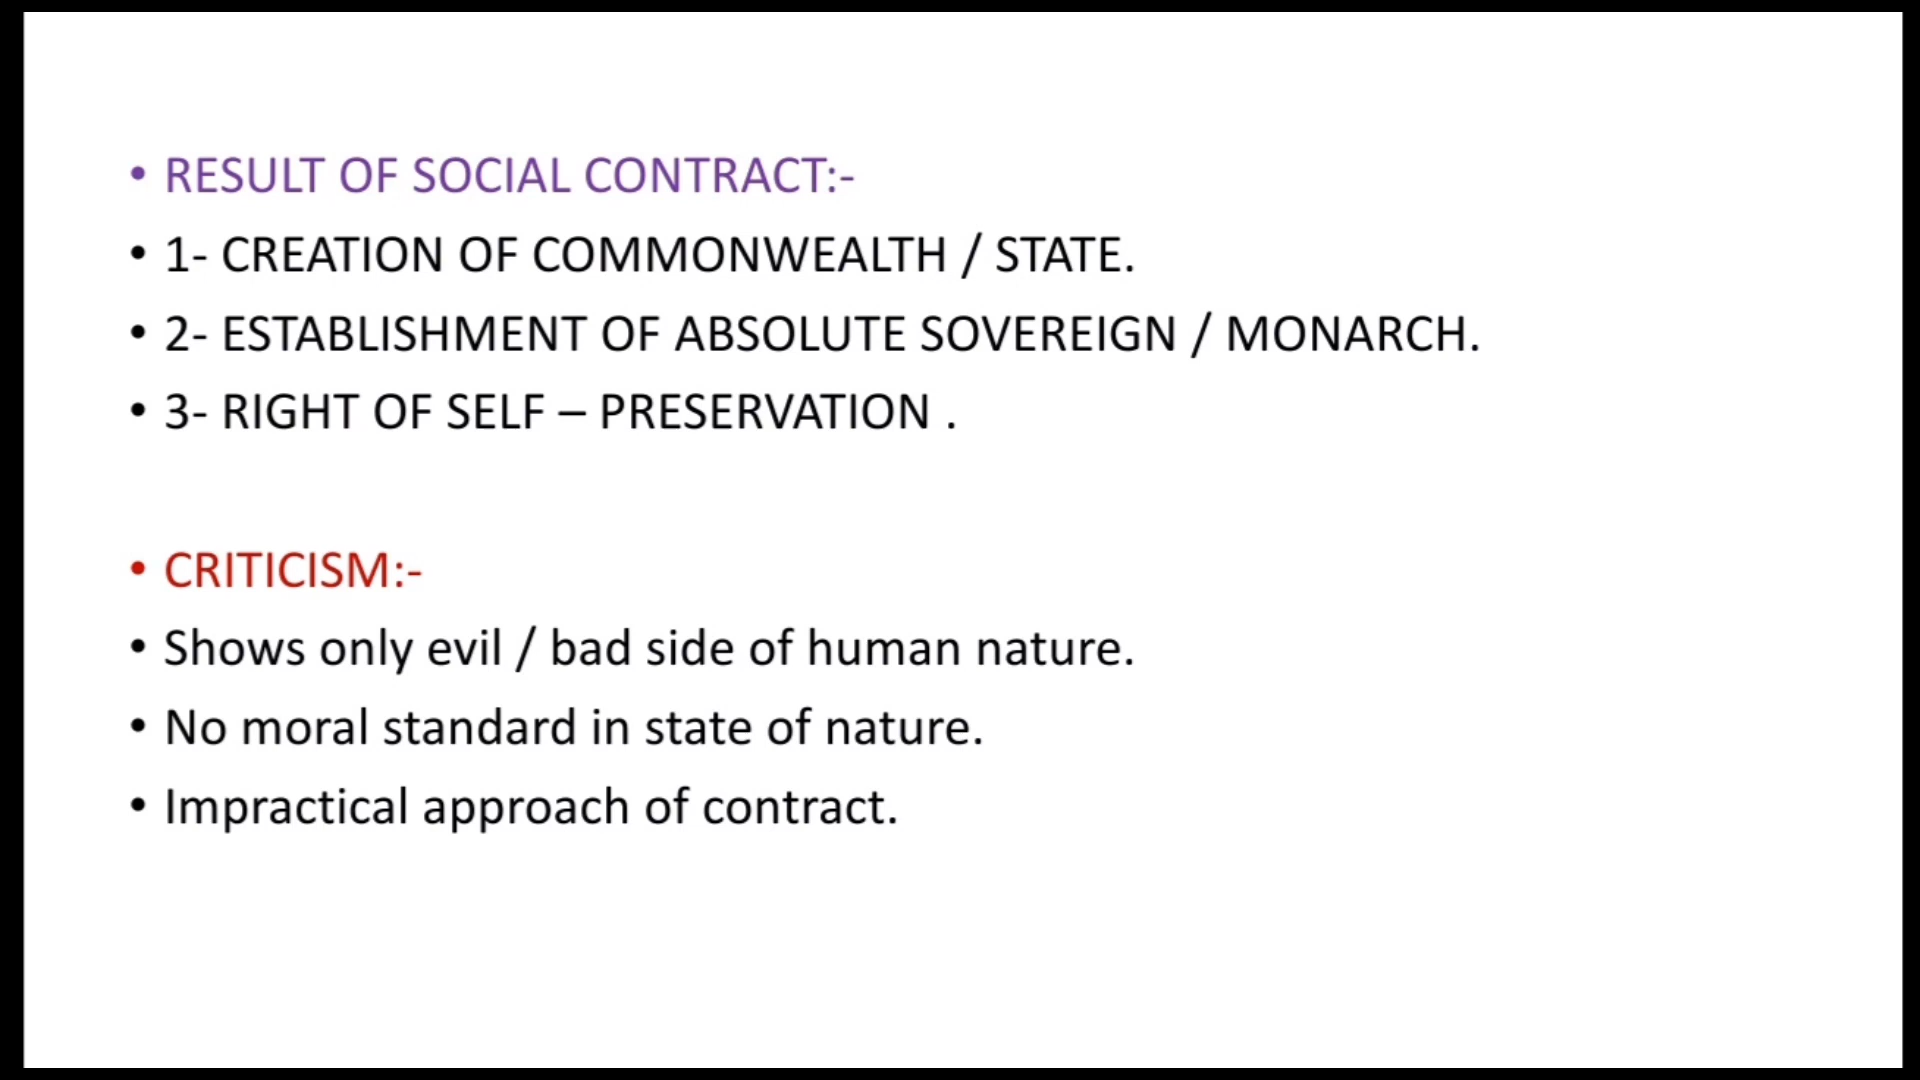 • RESULT OF SOCIAL CONTRACT:-
• 1- CREATION OF COMMONWEALTH / STATE.
• 2- ESTABLISHMENT OF ABSOLUTE SOVEREIGN / MONARCH.
• 3- RIGHT OF SELF – PRESERVATION .
• CRITICISM:-
• Shows only evil / bad side of human nature.
• No moral standard in state of nature.
• Impractical approach of contract.